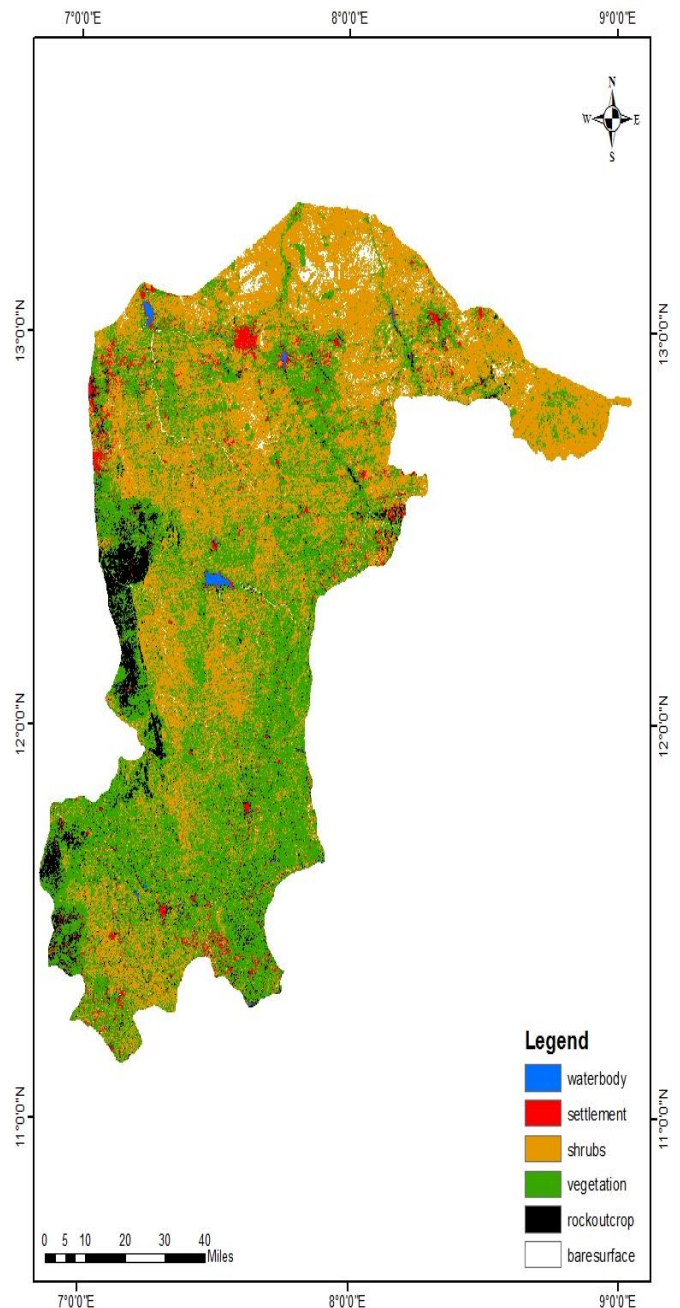 7°0'0"E 8°0'0"E 9°0'0"E
N
W E
S
13°0'0"N 13°0'0"N
12°0'0"N 12°0'0"N
11°0'0"N 11°0'0"N
Legend
waterbody
settlement
shrubs
vegetation
rockoutcrop
baresurface
0 5 10 20 30 40
Miles
7°0'0"E 8°0'0"E 9°0'0"E